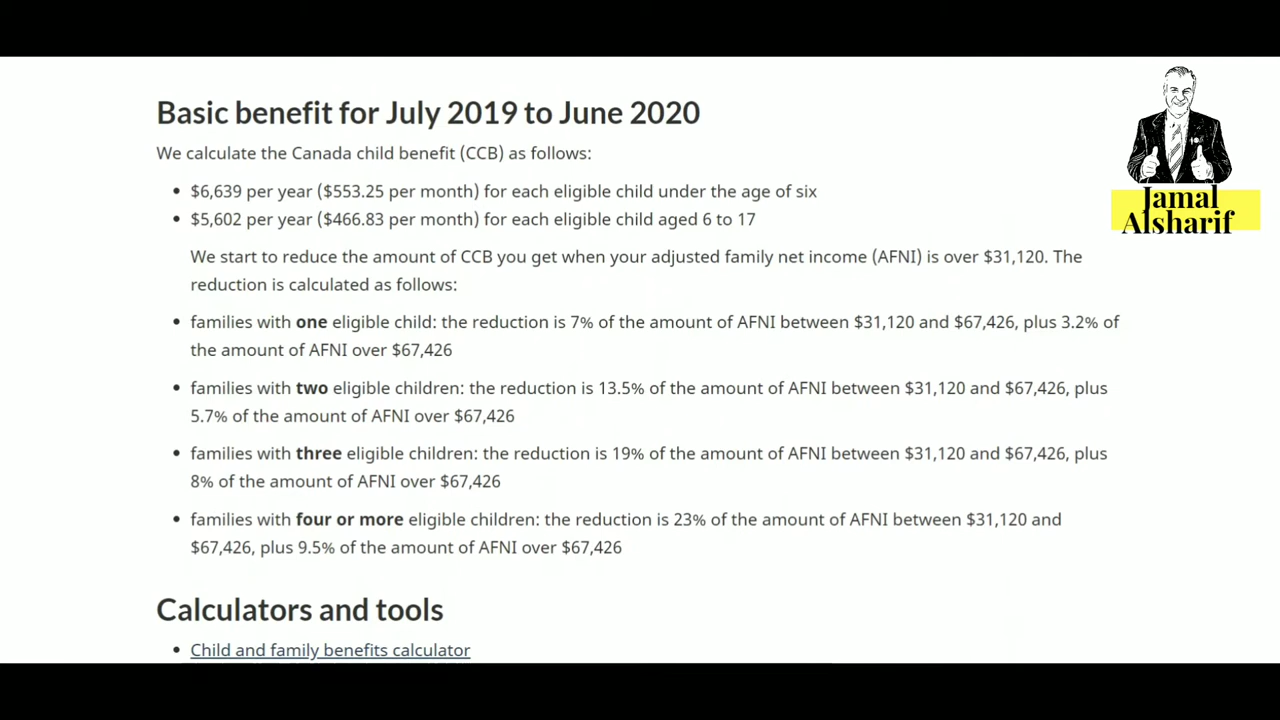 Basic benefit for July 2019 to June 2020
We calculate the Canada child benefit (CCB) as follows:
• $6,639 per year ($553.25 per month) for each eligible child under the age of six
• $5,602 per year ($466.83 per month) for each eligible child aged 6 to 17
We start to reduce the amount of CCB you get when your adjusted family net income (AFNI) is over $31,120. The
reduction is calculated as follows:
• families with one eligible child: the reduction is 7% of the amount of AFNI between $31,120 and $67,426, plus 3.2% of
the amount of AFNI over $67,426
• families with two eligible children: the reduction is 13.5% of the amount of AFNI between $31,120 and $67,426, plus
5.7% of the amount of AFNI over $67,426
• families with three eligible children: the reduction is 19% of the amount of AFNI between $31,120 and $67,426, plus
8% of the amount of AFNI over $67,426
• families with four or more eligible children: the reduction is 23% of the amount of AFNI between $31,120 and
$67,426, plus 9.5% of the amount of AFNI over $67,426
Calculators and tools
• Child and family benefits calculator
Jamal
Alsharif